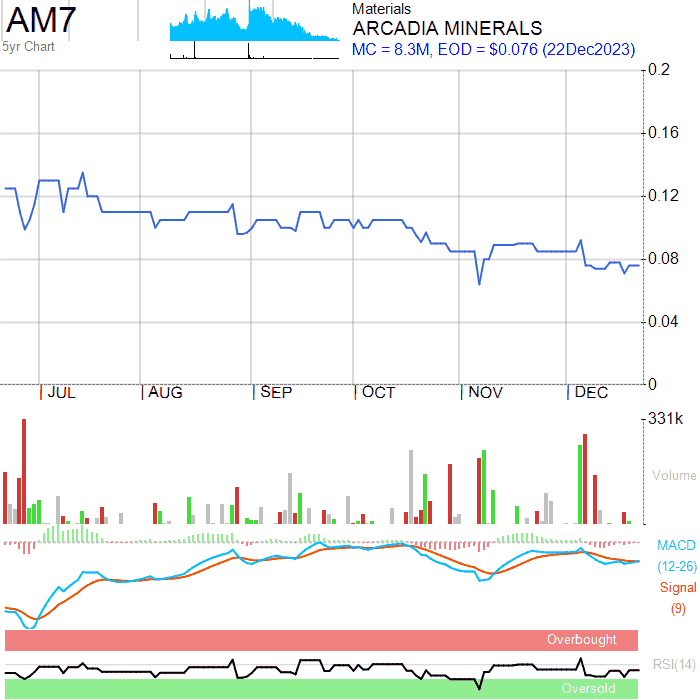 AM7
5yr Chart
Materials
ARCADIA MINERALS
MC = 8.3M, EOD = $0.076 (22Dec2023)
0.2
0.16
0.12
0.08
0.04
0
JUL AUG SEP OCT NOV DEC
331k
Volume
MACD
(12-26)
Signal
(9)
Overbought
RSI(14)
Oversold